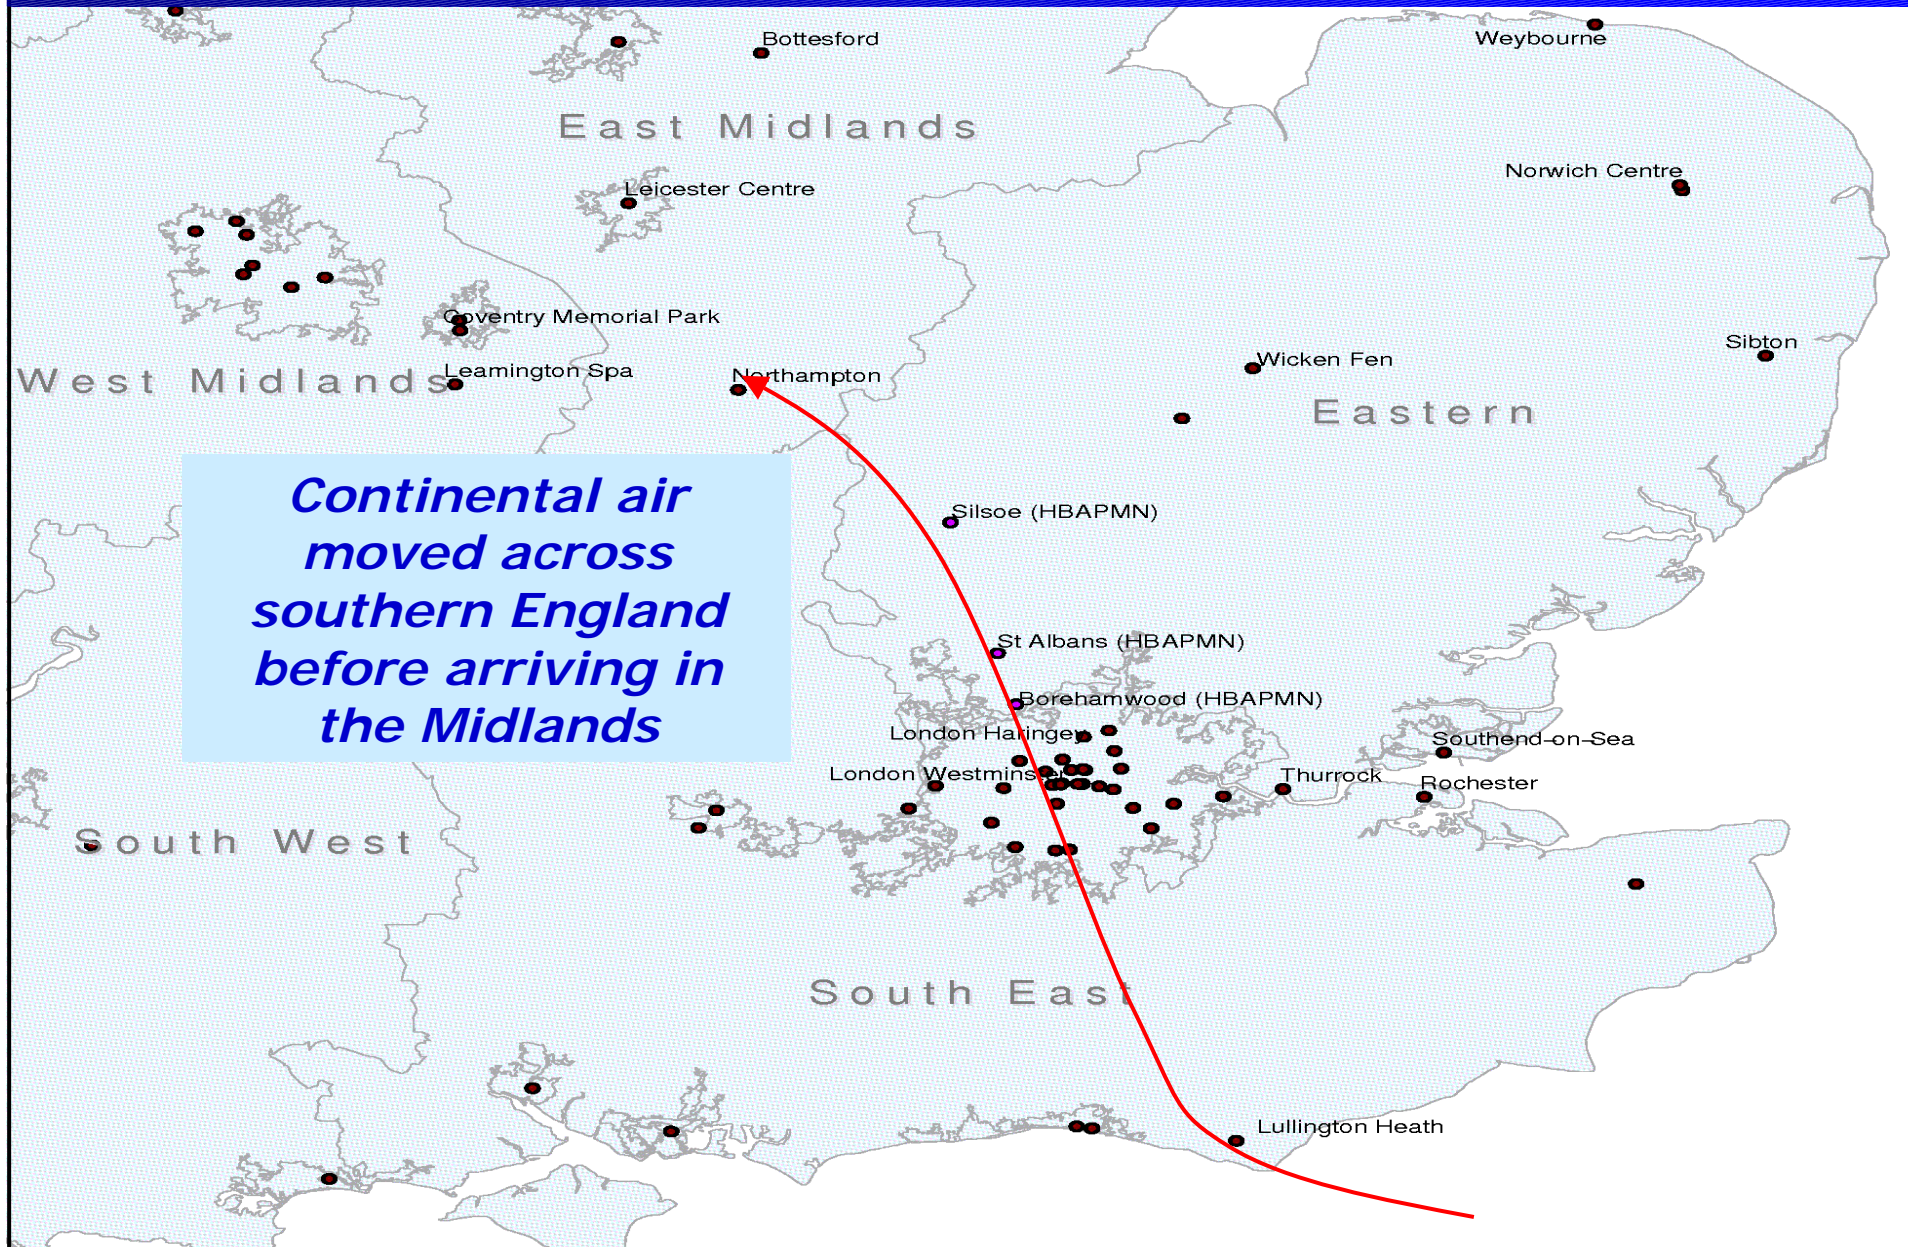 Bottesford
Weybourne
East Midlands
Norwich Centre
Leicester Centre
Coventry Memorial Park
Sibton
Wicken Fen
West Midlands
Leamington Spa
Northampton
Eastern
Continental air
moved across
southern England
before arriving in
the Midlands
Silsoe (HBAPMN)
St Albans (HBAPMN)
Borehamwood (HBAPMN)
London Haringey
Southend-on-Sea
London Westminster
Thurrock
Rochester
South West
South East
Lullington Heath